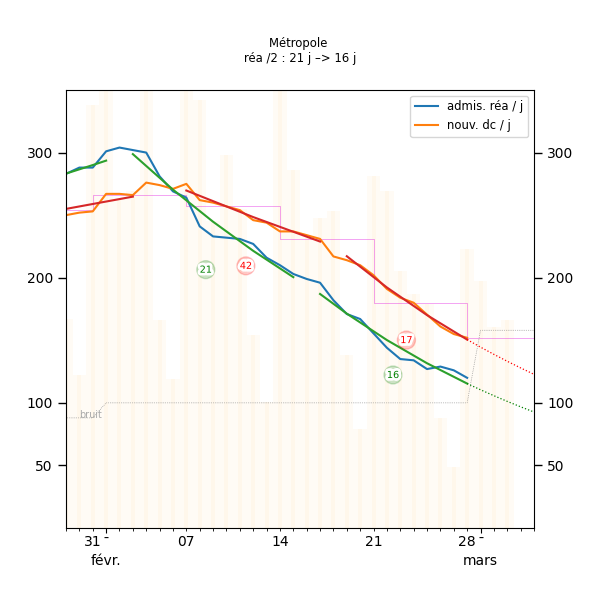 Métropole
réa /2 : 21 j –> 16 j
admis. réa / j
nouv. dc / j
300
300
200
200
21
42
17
16
100
100
bruit
50
50
31 -
07
14
21
28 -
févr.
mars